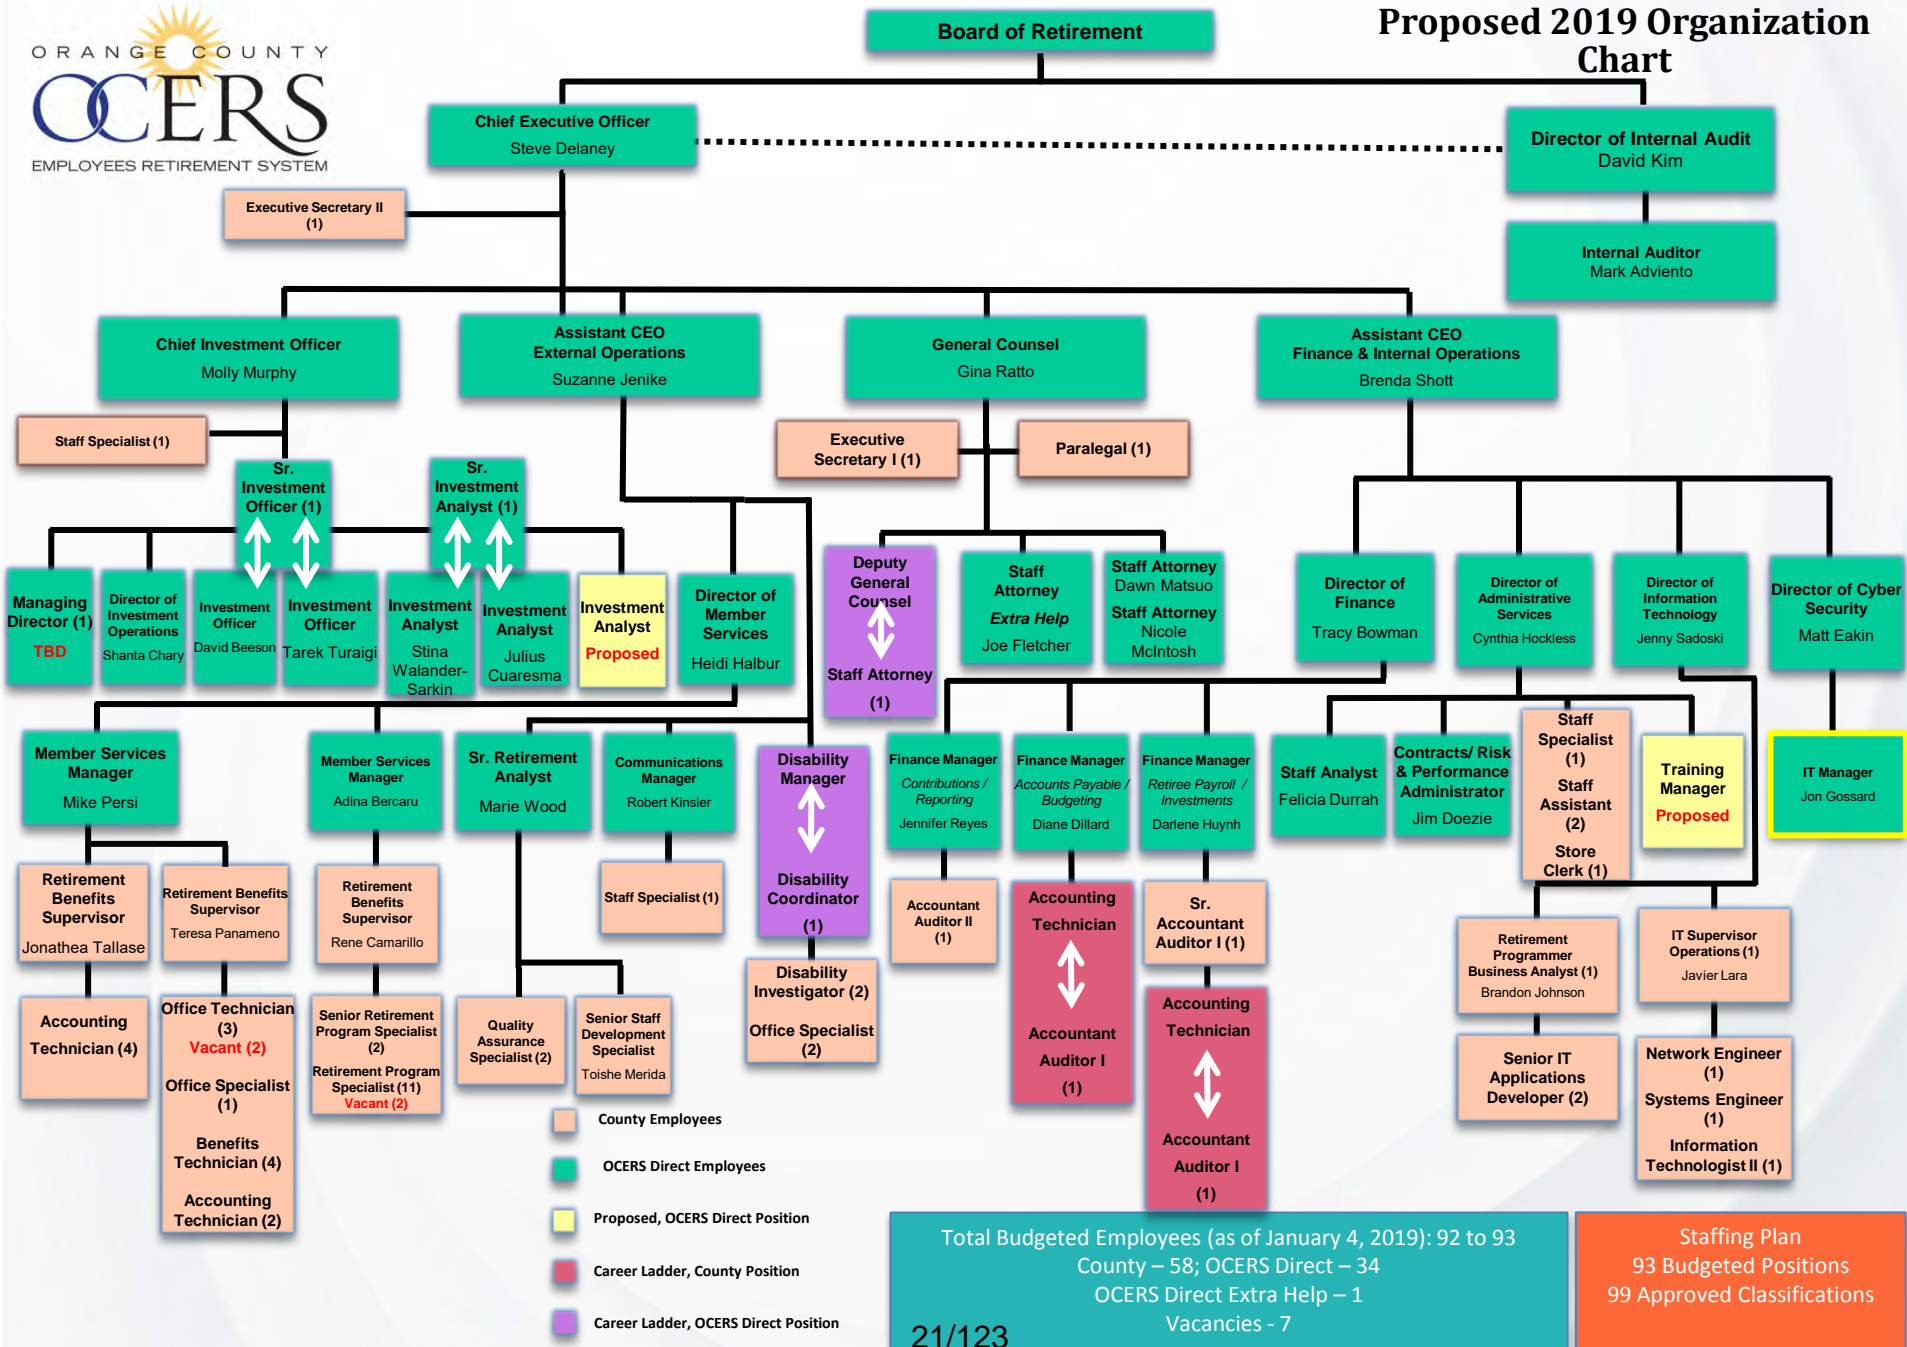 ORANGE COUNTY
OCERS
EMPLOYEES RETIREMENT SYSTEM
Proposed 2019 Organization
Chart
Board of Retirement
Chief Executive Officer
Steve Delaney
Director of Internal Audit
David Kim
Executive Secretary II
(1)
Internal Auditor
Mark Adviento
Chief Investment Officer
Molly Murphy
Assistant CEO
External Operations
Suzanne Jenike
General Counsel
Gina Ratto
Assistant CEO
Finance & Internal Operations
Brenda Shott
Staff Specialist (1)
Executive
Secretary I (1)
Paralegal (1)
Sr.
Investment
Officer (1)
Sr.
Investment
Analyst (1)
Managing
Director (1)
TBD
Director of
Investment
Operations
Shanta Chary
Investment
Officer
David Beeson
Investment
Officer
Tarek Turaigi
Investment
Analyst
Stina
Walander-
Sarkin
Investment
Analyst
Julius
Cuaresma
Investment
Analyst
Proposed
Director of
Member
Services
Heidi Halbur
Deputy
General
Counsel
Staff Attorney
(1)
Staff
Attorney
Extra Help
Joe Fletcher
Staff Attorney
Dawn Matsuo
Staff Attorney
Nicole
McIntosh
Director of
Finance
Tracy Bowman
Director of
Administrative
Services
Cynthia Hockless
Director of
Information
Technology
Jenny Sadoski
Director of Cyber
Security
Matt Eakin
Member Services
Manager
Mike Persi
Member Services
Manager
Adina Bercaru
Sr. Retirement
Analyst
Marie Wood
Communications
Manager
Robert Kinsler
Disability
Manager
Disability
Coordinator
(1)
Finance Manager
Contributions /
Reporting
Jennifer Reyes
Finance Manager
Accounts Payable /
Budgeting
Diane Dillard
Finance Manager
Retiree Payroll /
Investments
Darlene Huynh
Staff Analyst
Felicia Durrah
Contracts/ Risk
& Performance
Administrator
Jim Doezie
Staff
Specialist
(1)
Staff
Assistant
(2)
Store
Clerk (1)
Training
Manager
Proposed
IT Manager
Jon Gossard
Retirement
Benefits
Supervisor
Jonathea Tallase
Retirement Benefits
Supervisor
Teresa Panameno
Retirement
Benefits
Supervisor
Rene Camarillo
Staff Specialist (1)
Accountant
Auditor II
(1)
Accounting
Technician
Accountant
Auditor I
(1)
Sr.
Accountant
Auditor I (1)
Retirement
Programmer
Business Analyst (1)
Brandon Johnson
IT Supervisor
Operations (1)
Javier Lara
Accounting
Technician (4)
Office Technician
(3)
Vacant (2)
Office Specialist
(1)
Benefits
Technician (4)
Accounting
Technician (2)
Senior Retirement
Program Specialist
(2)
Retirement Program
Specialist (11)
Vacant (2)
Quality
Assurance
Specialist (2)
Senior Staff
Development
Specialist
Toishe Merida
Disability
Investigator (2)
Office Specialist
(2)
Accounting
Technician
Accountant
Auditor I
(1)
Senior IT
Applications
Developer (2)
Network Engineer
(1)
Systems Engineer
(1)
Information
Technologist II (1)
County Employees
OCERS Direct Employees
Proposed, OCERS Direct Position
Career Ladder, County Position
Career Ladder, OCERS Direct Position
Total Budgeted Employees (as of January 4, 2019): 92 to 93
County – 58; OCERS Direct – 34
OCERS Direct Extra Help – 1
Vacancies - 7
Staffing Plan
93 Budgeted Positions
99 Approved Classifications
21/123